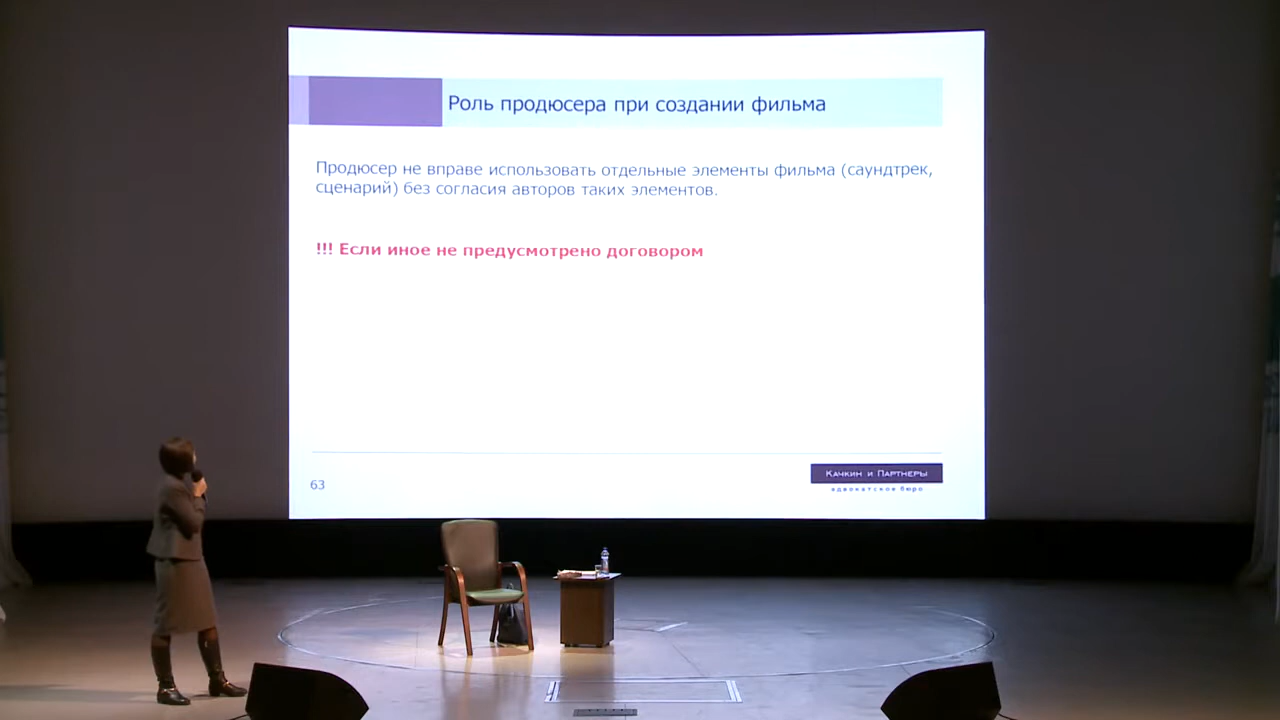 Роль продюсера при создании фильма
Продюсер не вправе использовать отдельные элементы фильма (саундтрек,
сценарий) без согласия авторов таких элементов.
!!! Если иное не предусмотрено договором
63
Качкин и Партнеры
адвокатское бюро